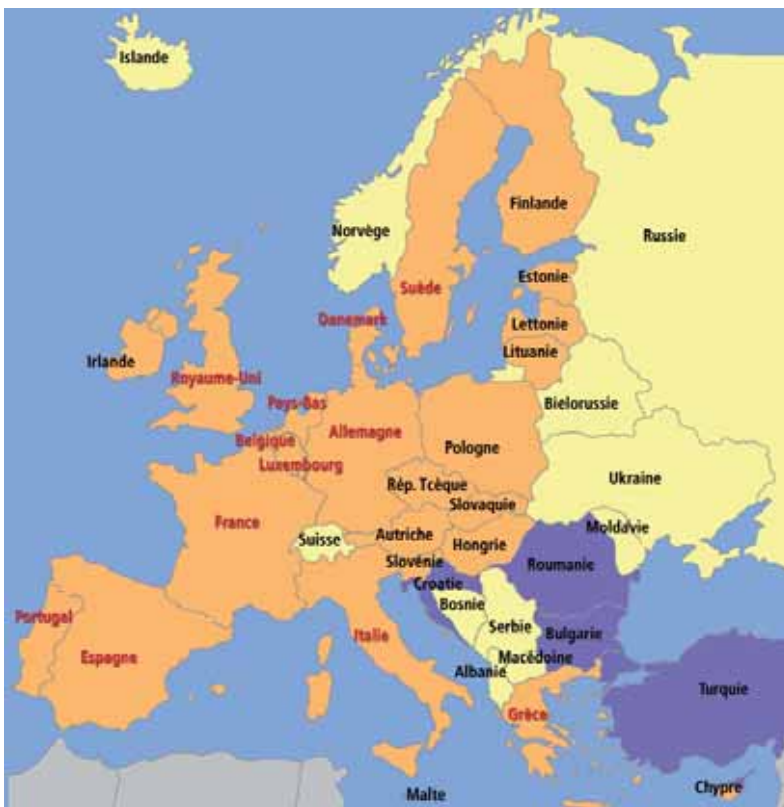 Islande
Norvège
Finlande
Russie
Suède
Estonie
Danemark
Lettonie
Lituanie
Irlande
Royaume-Uni
Pays-Bas
Bielorussie
Belgique
Allemagne
Pologne
Luxembourg
Rép. Tcèque
Ukraine
Slovaquie
France
Suisse
Autriche
Hongrie
Moldavie
Slovénie
Roumanie
Croatie
Bosnie
Portugal
Espagne
Italie
Serbie
Bulgarie
Macédoine
Albanie
Turquie
Grèce
Malte
Chypre